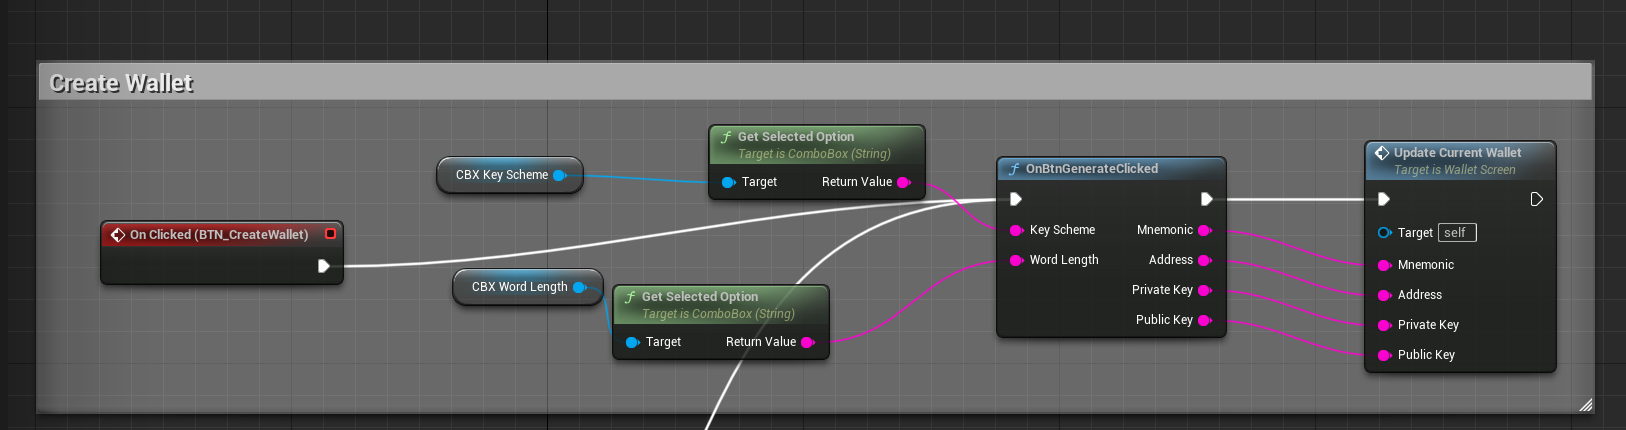 Create Wallet
On Clicked (BTN_CreateWallet)
CBX Key Scheme
f Get Selected Option
Target is ComboBox (String)
Target Return Value
CBX Word Length
f Get Selected Option
Target is ComboBox (String)
Target Return Value
f OnBtnGenerateClicked
Key Scheme Mnemonic
Word Length Address
Private Key
Public Key
Update Current Wallet
Target is Wallet Screen
Target self
Mnemonic
Address
Private Key
Public Key